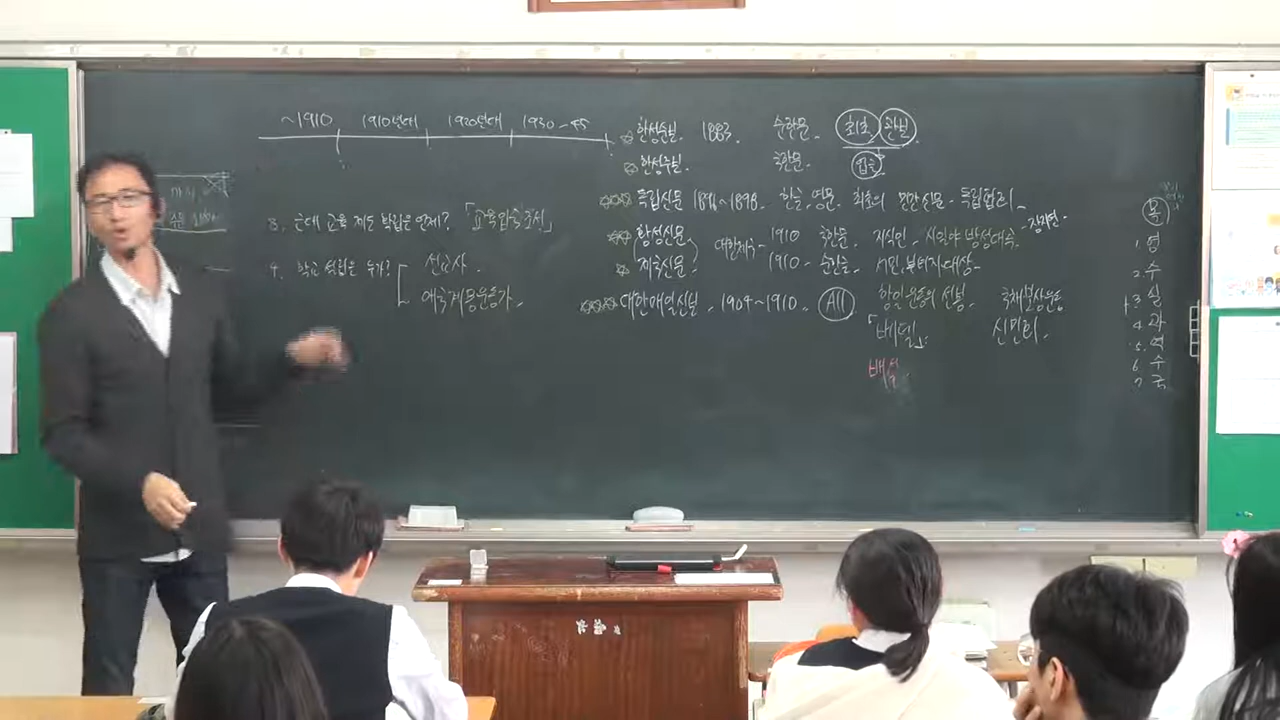 ~1910 1910년대 1920년대 1930~45
8. 근대 교육 제도 확립은 언제? 「교육입국조서」
9. 학교 설립은 누가? 선교사.
애국계몽운동가.
한성순보. 1883. 순한문. 최초 관보
한성주보. 국한문.
독립신문 1896~1898. 한글, 영문. 최초의 민간신문. 독립협회
황성신문 대한제국~1910 국한문. 지식인, 시일야방성대곡. 장지연
제국신문 ~1910. 순한글. 서민, 부녀자 대상
대한매일신보. 1904~1910. All 항일운동의 선봉. 국채보상운동
「베델」 신민회.
배설
목
1. 영
2. 수
3. 실
4. 과
5. 역
6. 수
7. 국